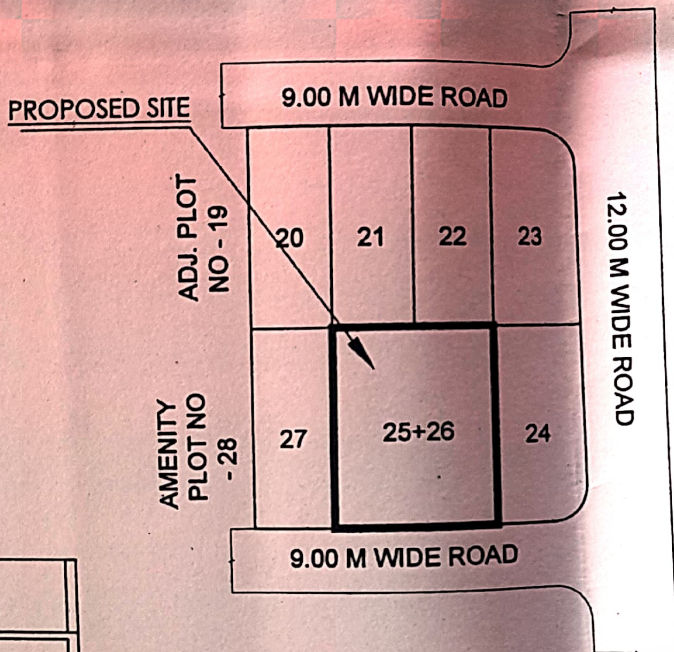 9.00 M WIDE ROAD
PROPOSED SITE
ADJ. PLOT
NO - 19
20
21
22
23
12.00 M WIDE ROAD
AMENITY
PLOT NO
- 28
27
25+26
24
9.00 M WIDE ROAD